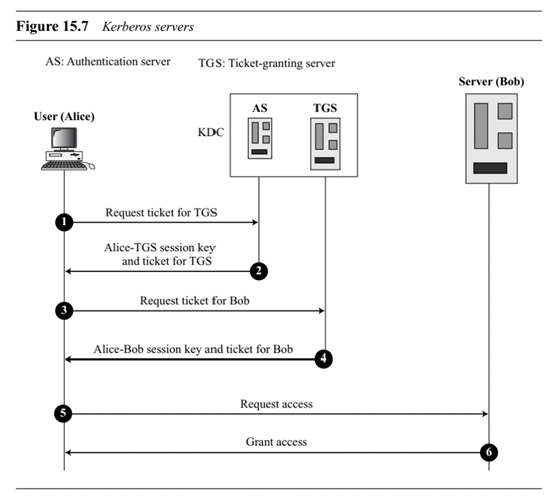 Figure 15.7 Kerberos servers
AS: Authentication server TGS: Ticket-granting server
Server (Bob)
User (Alice)
AS TGS
KDC
1 Request ticket for TGS
Alice-TGS session key
and ticket for TGS 2
3 Request ticket for Bob
Alice-Bob session key and ticket for Bob 4
5 Request access
Grant access 6